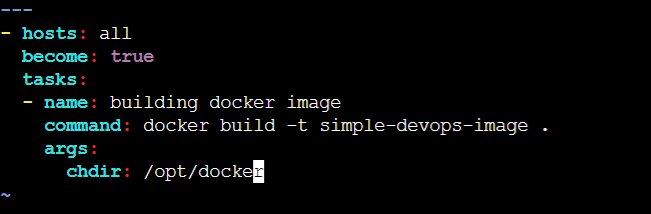 ---
- hosts: all
  become: true
  tasks:
  - name: building docker image
    command: docker build -t simple-devops-image .
    args:
      chdir: /opt/docker
~